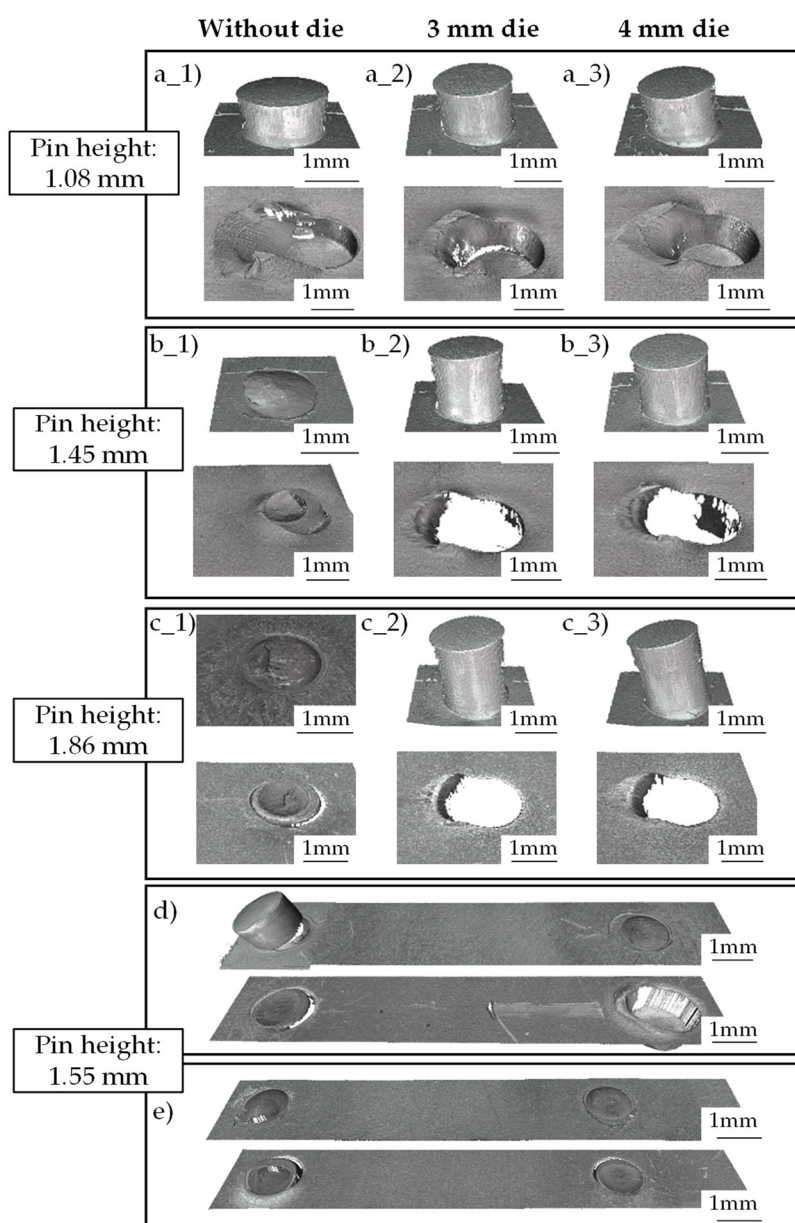 Without die 3 mm die 4 mm die
a_1) a_2) a_3)
1mm 1mm 1mm
Pin height:
1.08 mm
1mm 1mm 1mm
b_1) b_2) b_3)
1mm 1mm 1mm
Pin height:
1.45 mm
1mm 1mm 1mm
c_1) c_2) c_3)
1mm 1mm 1mm
Pin height:
1.86 mm
1mm 1mm 1mm
d)
1mm
1mm
Pin height:
1.55 mm
e)
1mm
1mm